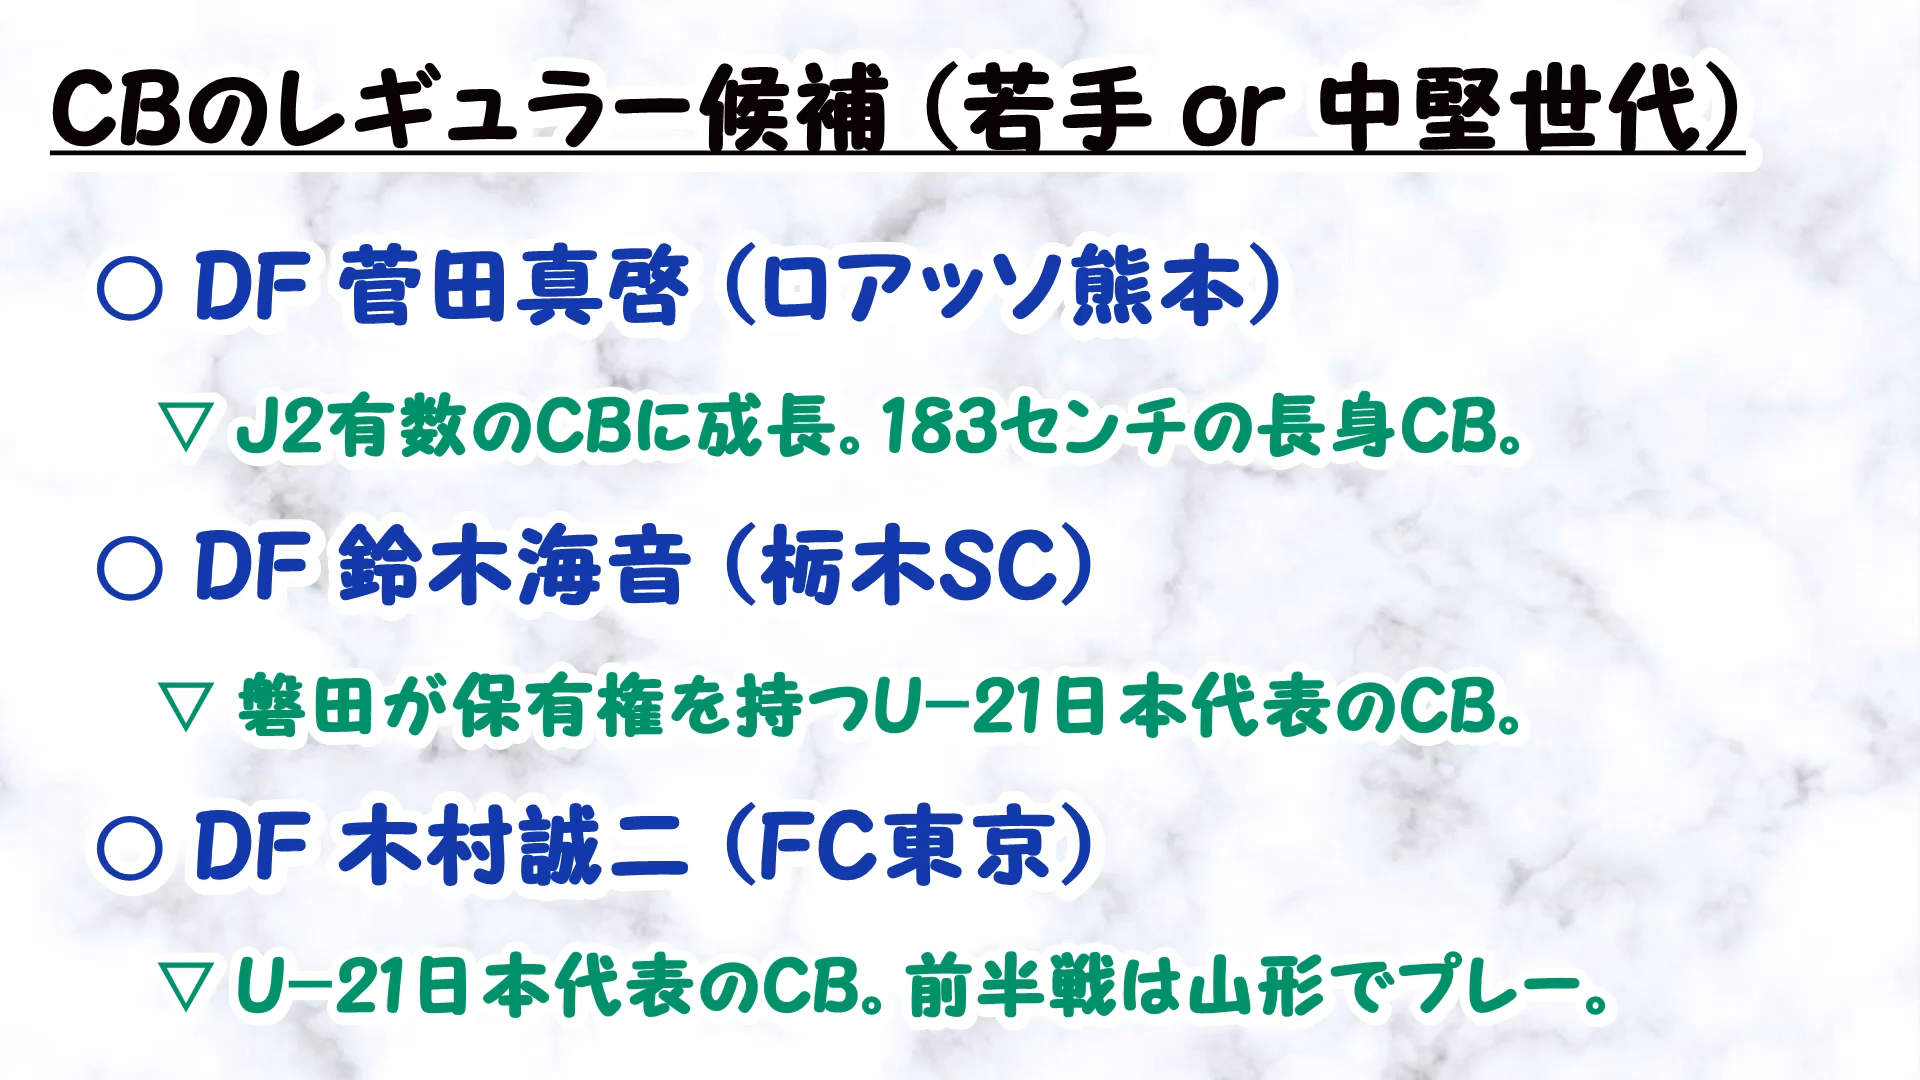 CBのレギュラー候補（若手 or 中堅世代）
○ DF 菅田真啓（ロアッソ熊本）
▽ J2有数のCBに成長。183センチの長身CB。
○ DF 鈴木海音（栃木SC）
▽ 磐田が保有権を持つU-21日本代表のCB。
○ DF 木村誠二（FC東京）
▽ U-21日本代表のCB。前半戦は山形でプレー。